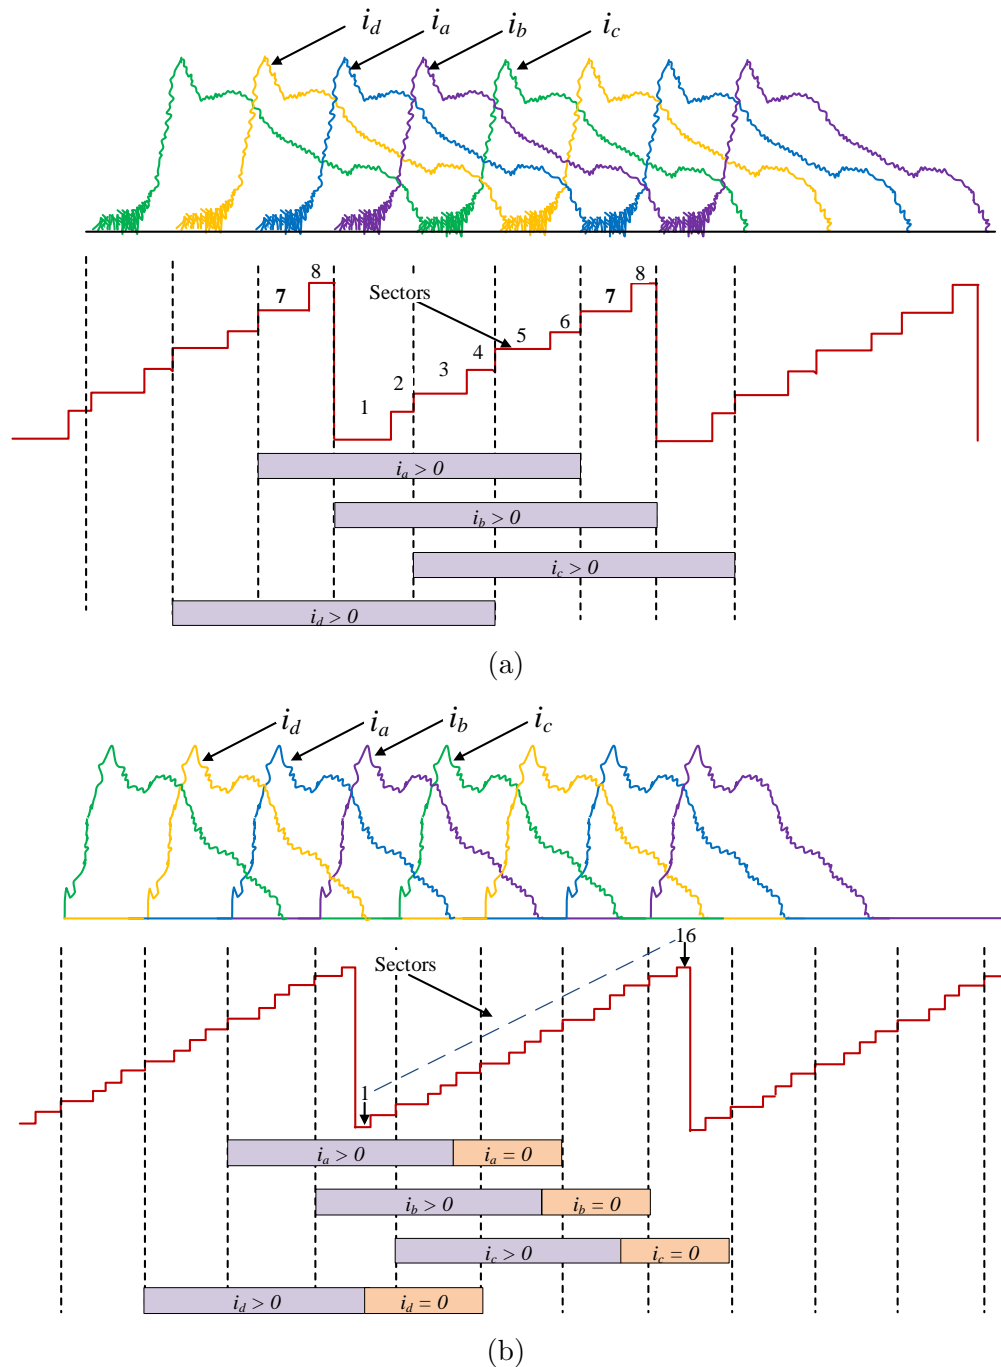 i_d i_a i_b i_c
8 8
7 Sectors 7
6
5
4
3
2
1
i_a > 0
i_b > 0
i_c > 0
i_d > 0
(a)
i_d i_a i_b i_c
16
Sectors
1
i_a > 0 i_a = 0
i_b > 0 i_b = 0
i_c > 0 i_c = 0
i_d > 0 i_d = 0
(b)